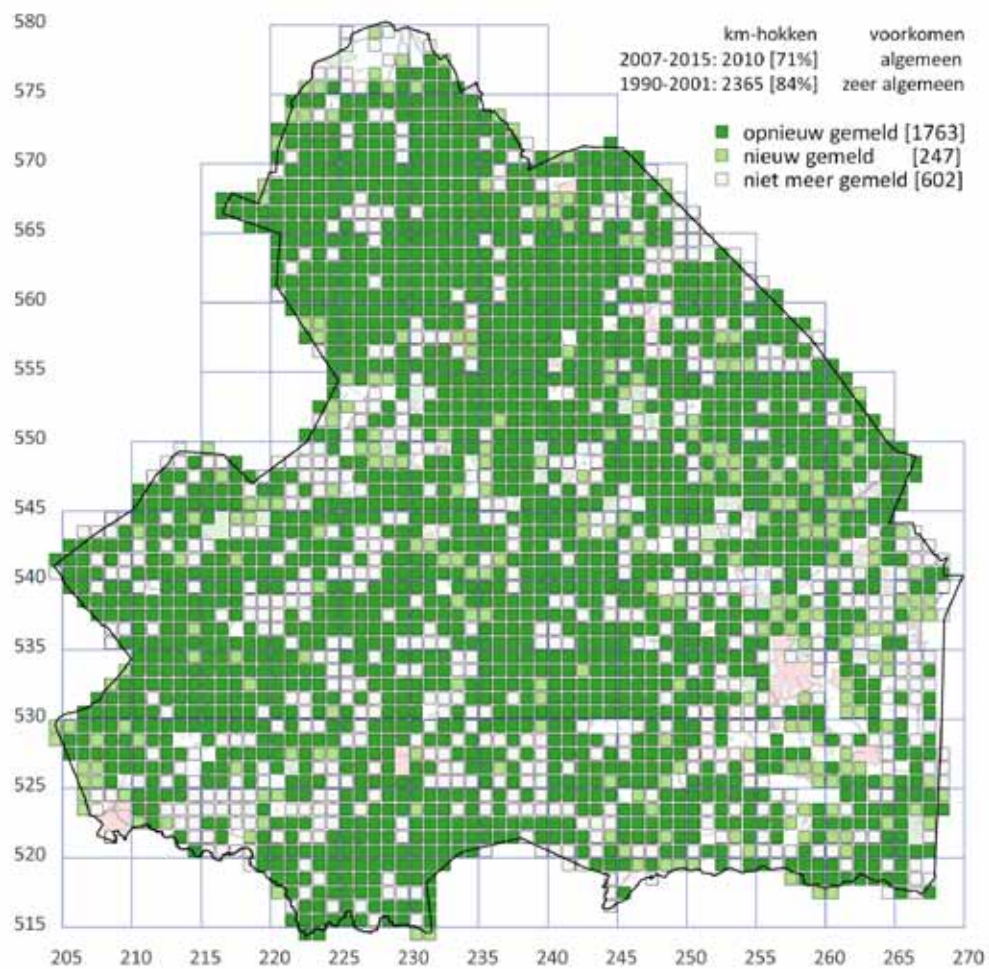 km-hokken voorkomen
2007-2015: 2010 [71%] algemeen
1990-2001: 2365 [84%] zeer algemeen
opnieuw gemeld [1763]
nieuw gemeld [247]
niet meer gemeld [602]
580
575
570
565
560
555
550
545
540
535
530
525
520
515
205 210 215 220 225 230 235 240 245 250 255 260 265 270